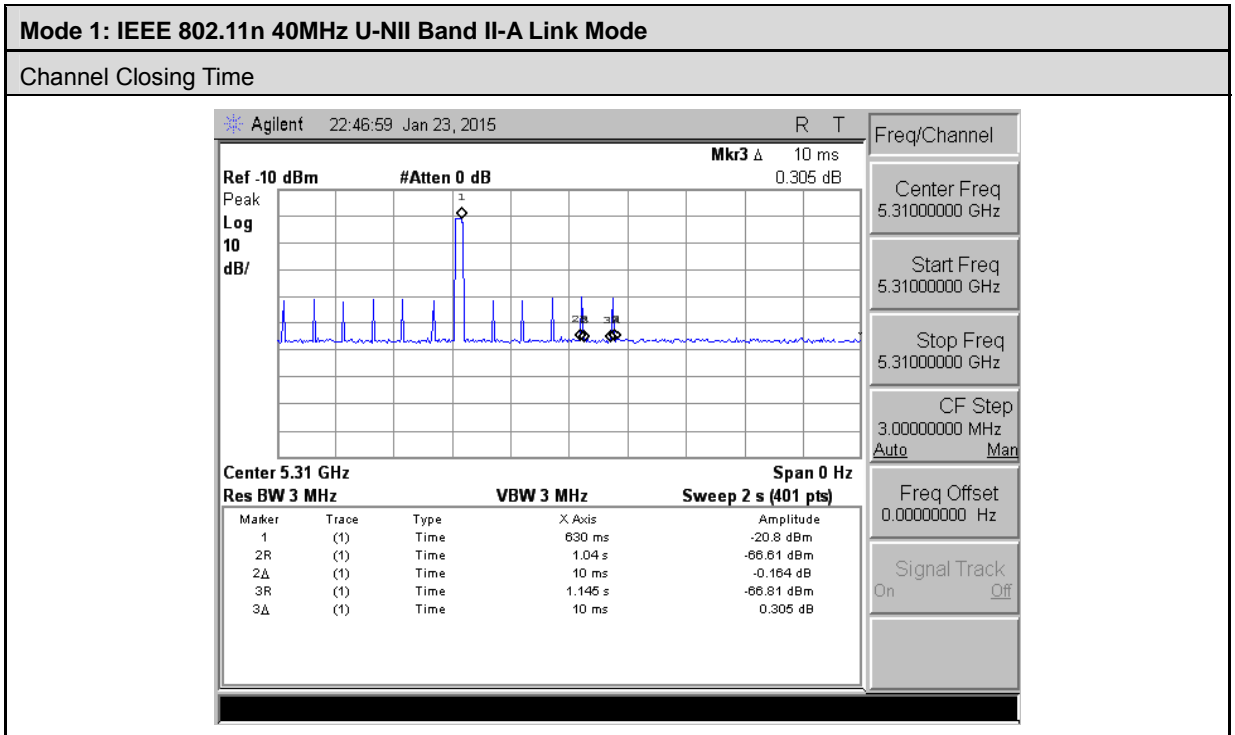 Mode 1: IEEE 802.11n 40MHz U-NII Band II-A Link Mode
Channel Closing Time
Agilent 22:46:59 Jan 23, 2015 R T
Mkr3 Δ 10 ms
Ref -10 dBm #Atten 0 dB 0.305 dB
Peak
Log
10
dB/
1
Center 5.31 GHz Span 0 Hz
Res BW 3 MHz VBW 3 MHz Sweep 2 s (401 pts)
Marker Trace Type X Axis Amplitude
1 (1) Time 630 ms -20.8 dBm
2R (1) Time 1.04 s -66.61 dBm
2Δ (1) Time 10 ms -0.164 dB
3R (1) Time 1.145 s -66.81 dBm
3Δ (1) Time 10 ms 0.305 dB
Freq/Channel
Center Freq
5.31000000 GHz
Start Freq
5.31000000 GHz
Stop Freq
5.31000000 GHz
CF Step
3.00000000 MHz
Auto Man
Freq Offset
0.00000000 Hz
Signal Track
On Off